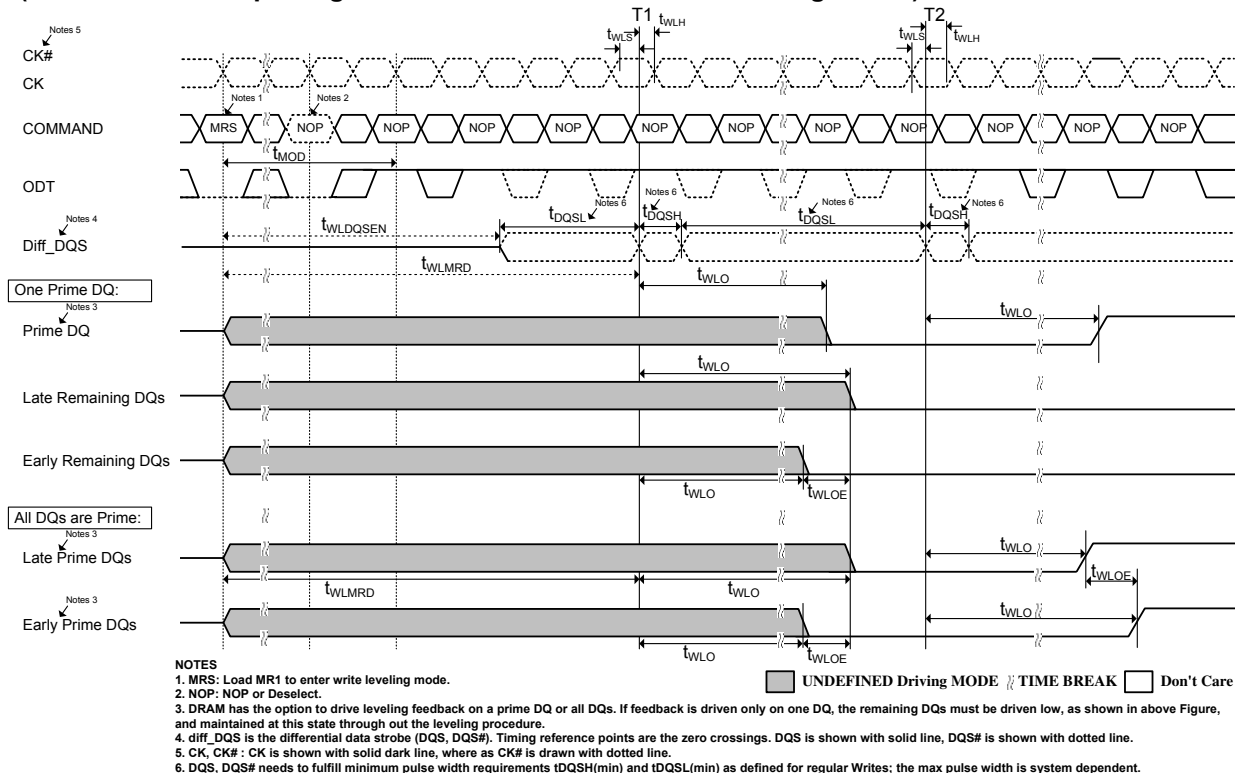 T1
T2
tWLS
tWLH
tWLS
tWLH
Notes 5
CK#
CK
Notes 1
Notes 2
COMMAND
MRS
NOP
NOP
NOP
NOP
NOP
NOP
NOP
NOP
NOP
NOP
NOP
tMOD
ODT
Notes 6
Notes 6
Notes 6
Notes 6
tDQSL
tDQSH
tDQSL
tDQSH
Notes 4
Diff_DQS
tWLDQSEN
tWLMRD
tWLO
One Prime DQ:
Notes 3
Prime DQ
tWLO
tWLO
Late Remaining DQs
Early Remaining DQs
tWLO
tWLOE
All DQs are Prime:
Notes 3
Late Prime DQs
tWLO
tWLOE
tWLMRD
tWLO
Notes 3
Early Prime DQs
tWLO
tWLO
tWLOE
NOTES
UNDEFINED Driving MODE
TIME BREAK
Don't Care
1. MRS: Load MR1 to enter write leveling mode.
2. NOP: NOP or Deselect.
3. DRAM has the option to drive leveling feedback on a prime DQ or all DQs. If feedback is driven only on one DQ, the remaining DQs must be driven low, as shown in above Figure,
and maintained at this state through out the leveling procedure.
4. diff_DQS is the differential data strobe (DQS, DQS#). Timing reference points are the zero crossings. DQS is shown with solid line, DQS# is shown with dotted line.
5. CK, CK# : CK is shown with solid dark line, where as CK# is drawn with dotted line.
6. DQS, DQS# needs to fulfill minimum pulse width requirements tDQSH(min) and tDQSL(min) as defined for regular Writes; the max pulse width is system dependent.